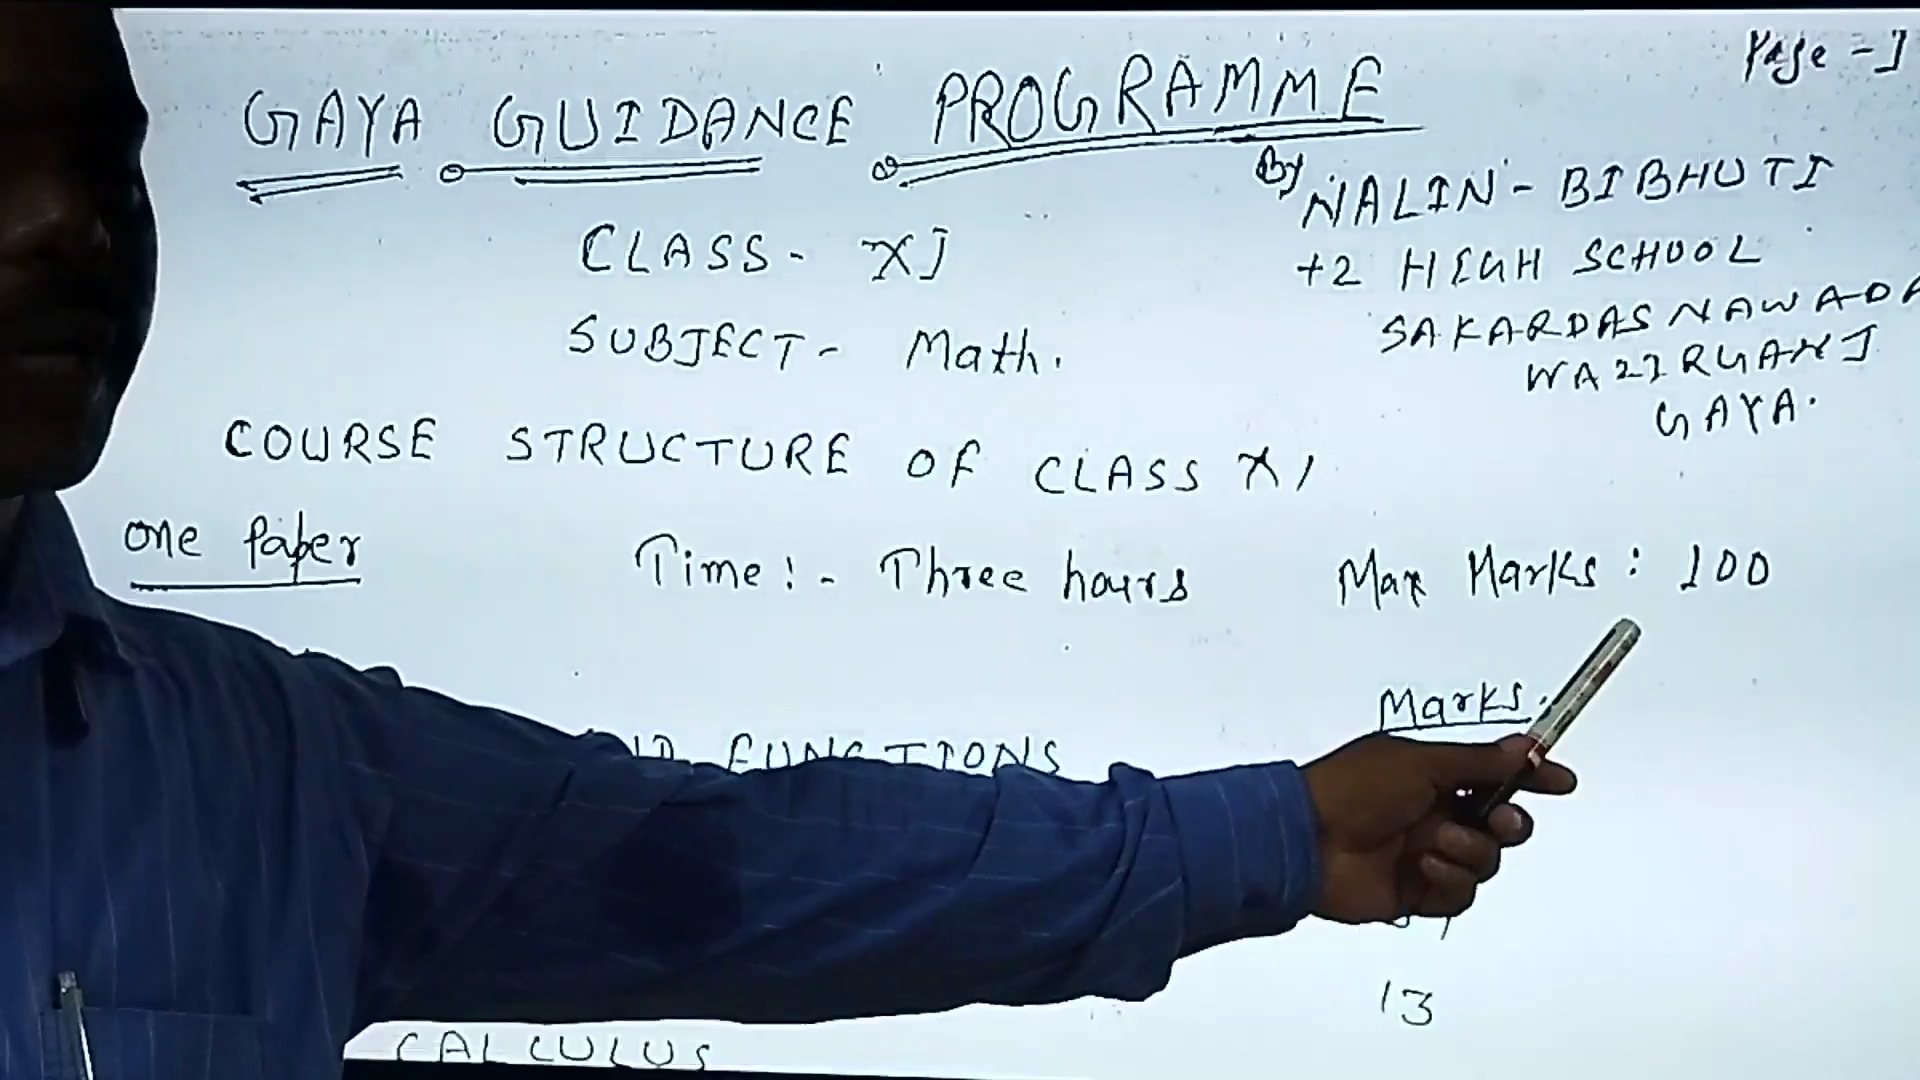 Page - 1
GAYA GUIDANCE PROGRAMME
By NALIN - BIBHUTI
CLASS - XI
+2 HIGH SCHOOL
SAKARDAS NAWADA
SUBJECT - Math.
WAZIRGANJ
GAYA.
COURSE STRUCTURE OF CLASS XI
One Paper Time :- Three hours Max Marks : 100
Marks.
FUNCTIONS
13
CALCULUS